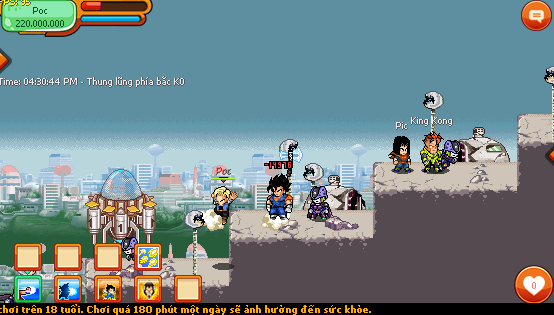 Poc
220.000.000
Time: 04:30:44 PM - Thung lũng phía bắc K0
King Kong
Pic
Poc
0
chơi trên 18 tuổi. Chơi quá 180 phút một ngày sẽ ảnh hưởng đến sức khỏe.